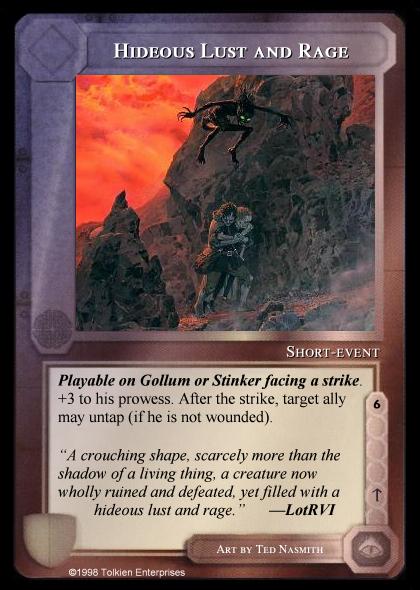 Hideous Lust and Rage
Short-event
Playable on Gollum or Stinker facing a strike.
+3 to his prowess. After the strike, target ally
may untap (if he is not wounded).
6
“A crouching shape, scarcely more than the
shadow of a living thing, a creature now
wholly ruined and defeated, yet filled with a
hideous lust and rage.” —LotRVI
Art by Ted Nasmith
©1998 Tolkien Enterprises